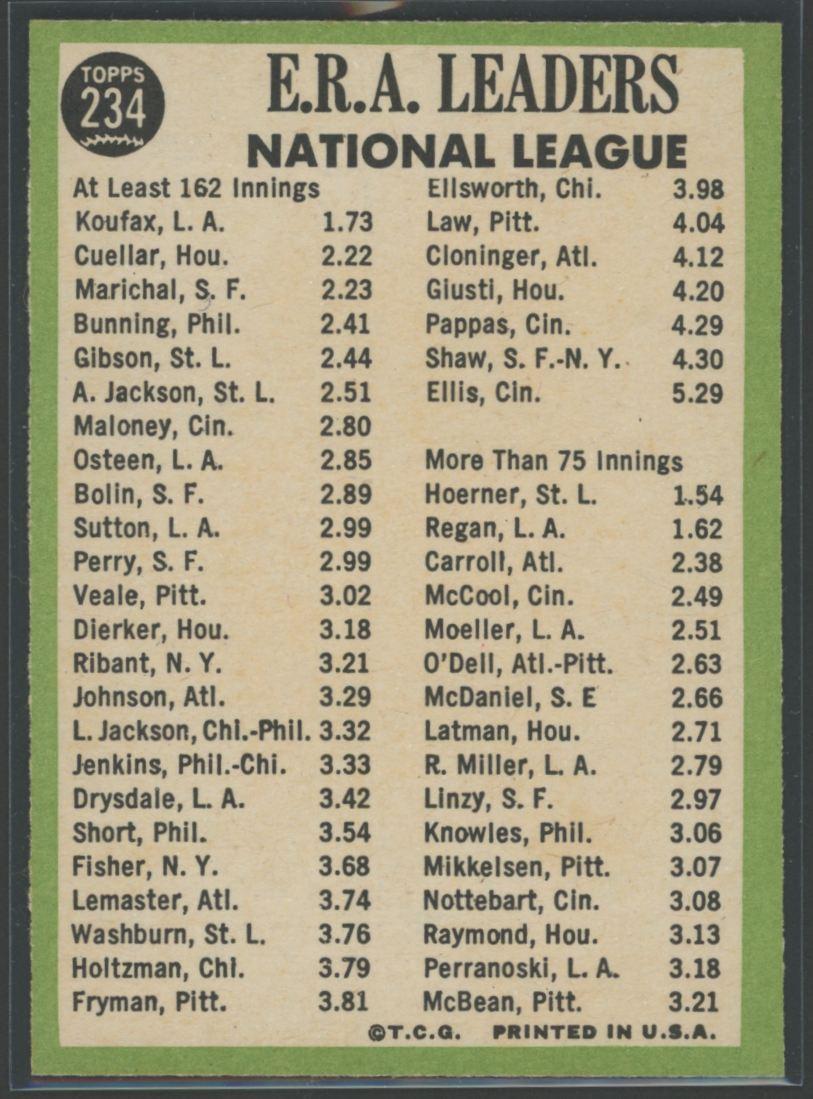 TOPPS
234
E.R.A. LEADERS
NATIONAL LEAGUE
At Least 162 Innings
Koufax, L. A. 1.73
Cuellar, Hou. 2.22
Marichal, S. F. 2.23
Bunning, Phil. 2.41
Gibson, St. L. 2.44
A. Jackson, St. L. 2.51
Maloney, Cin. 2.80
Osteen, L. A. 2.85
Bolin, S. F. 2.89
Sutton, L. A. 2.99
Perry, S. F. 2.99
Veale, Pitt. 3.02
Dierker, Hou. 3.18
Ribant, N. Y. 3.21
Johnson, Atl. 3.29
L. Jackson, Chi.-Phil. 3.32
Jenkins, Phil.-Chi. 3.33
Drysdale, L. A. 3.42
Short, Phil. 3.54
Fisher, N. Y. 3.68
Lemaster, Atl. 3.74
Washburn, St. L. 3.76
Holtzman, Chi. 3.79
Fryman, Pitt. 3.81
Ellsworth, Chi. 3.98
Law, Pitt. 4.04
Cloninger, Atl. 4.12
Giusti, Hou. 4.20
Pappas, Cin. 4.29
Shaw, S. F.-N. Y. 4.30
Ellis, Cin. 5.29
More Than 75 Innings
Hoerner, St. L. 1.54
Regan, L. A. 1.62
Carroll, Atl. 2.38
McCool, Cin. 2.49
Moeller, L. A. 2.51
O'Dell, Atl.-Pitt. 2.63
McDaniel, S. E 2.66
Latman, Hou. 2.71
R. Miller, L. A. 2.79
Linzy, S. F. 2.97
Knowles, Phil. 3.06
Mikkelsen, Pitt. 3.07
Nottebart, Cin. 3.08
Raymond, Hou. 3.13
Perranoski, L. A. 3.18
McBean, Pitt. 3.21
©T.C.G. PRINTED IN U.S.A.